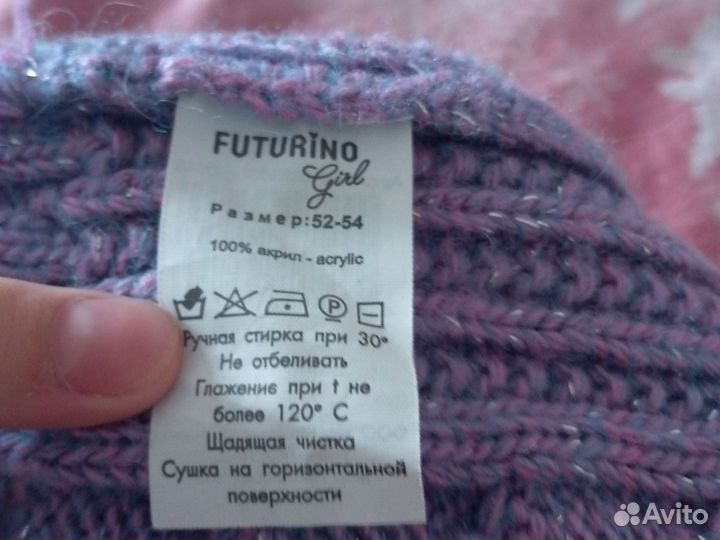 FUTURINO
Girl
Размер:52-54
100% акрил - acrylic
P
Ручная стирка при 30°
Не отбеливать
Глажение при t не
более 120° С
Щадящая чистка
Сушка на горизонтальной
поверхности
Avito